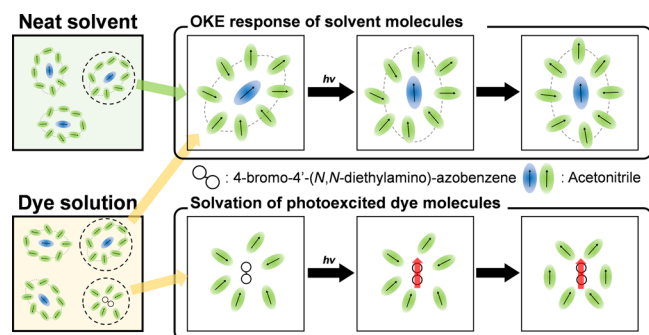 Neat solvent
OKE response of solvent molecules
hν
: 4-bromo-4'-(N,N-diethylamino)-azobenzene : Acetonitrile
Dye solution
Solvation of photoexcited dye molecules
hν